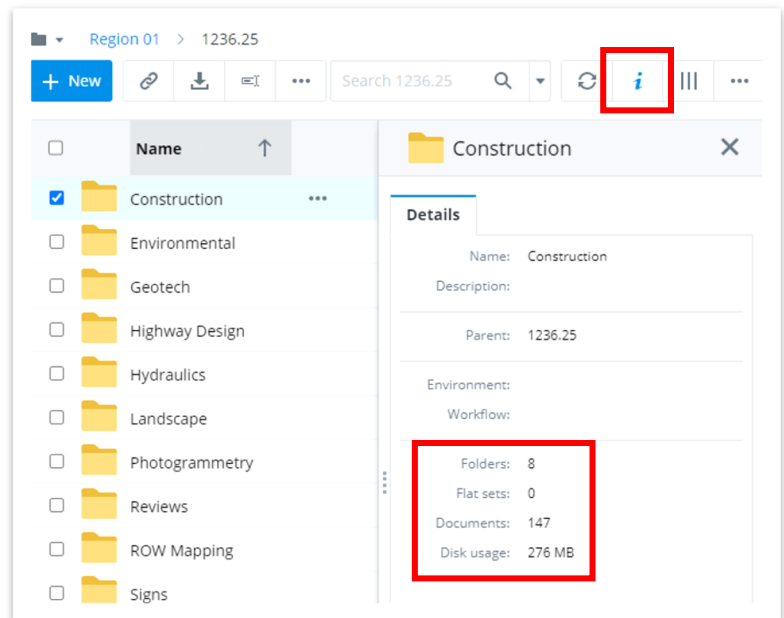 Region 01 > 1236.25
+ New
Search 1236.25
i
Name
Construction
Environmental
Geotech
Highway Design
Hydraulics
Landscape
Photogrammetry
Reviews
ROW Mapping
Signs
Construction
Details
Name: Construction
Description:
Parent: 1236.25
Environment:
Workflow:
Folders: 8
Flat sets: 0
Documents: 147
Disk usage: 276 MB